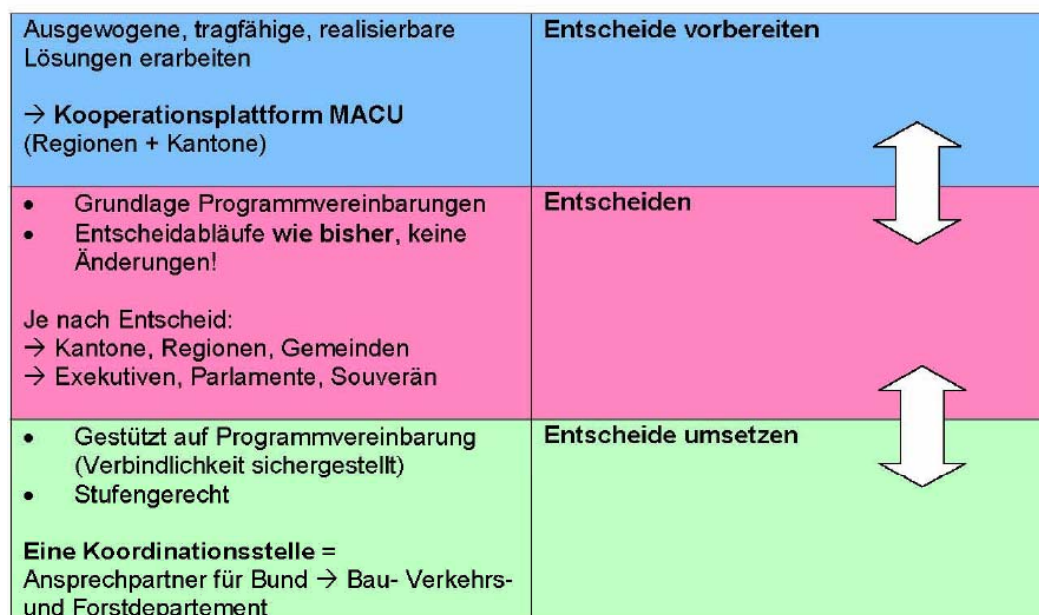 Ausgewogene, tragfähige, realisierbare
Lösungen erarbeiten
→ Kooperationsplattform MACU
(Regionen + Kantone)
Entscheide vorbereiten
• Grundlage Programmvereinbarungen
• Entscheidabläufe wie bisher, keine
Änderungen!
Je nach Entscheid:
→ Kantone, Regionen, Gemeinden
→ Exekutiven, Parlamente, Souverän
Entscheiden
• Gestützt auf Programmvereinbarung
(Verbindlichkeit sichergestellt)
• Stufengerecht
Eine Koordinationsstelle =
Ansprechpartner für Bund → Bau- Verkehrs-
und Forstdepartement
Entscheide umsetzen